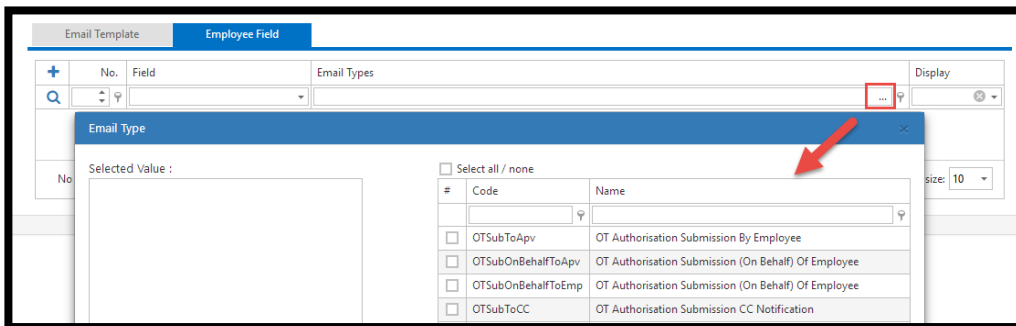 Email Template Employee Field
No. Field Email Types Display
...
Email Type ×
Selected Value : Select all / none
No size: 10
# Code Name
OTSubToApv OT Authorisation Submission By Employee
OTSubOnBehalfToApv OT Authorisation Submission (On Behalf) Of Employee
OTSubOnBehalfToEmp OT Authorisation Submission (On Behalf) Of Employee
OTSubToCC OT Authorisation Submission CC Notification